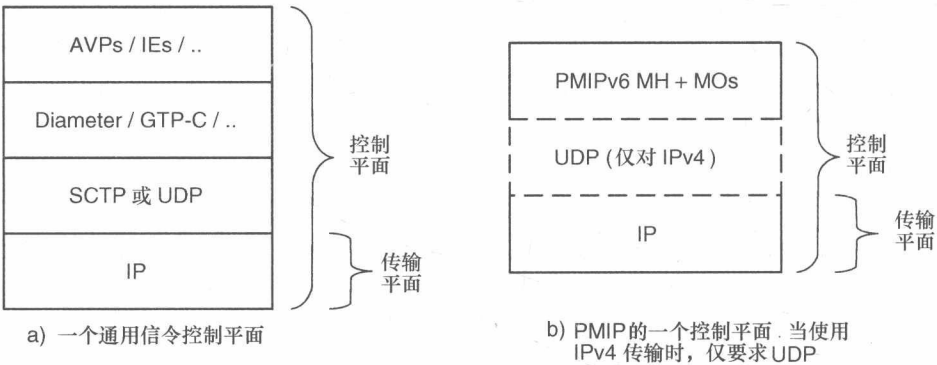 AVPs / IEs / ..
Diameter / GTP-C / ..
SCTP 或 UDP
IP
控制
平面
传输
平面
a) 一个通用信令控制平面
PMIPv6 MH + MOs
UDP (仅对 IPv4)
IP
控制
平面
传输
平面
b) PMIP的一个控制平面. 当使用
IPv4 传输时，仅要求UDP